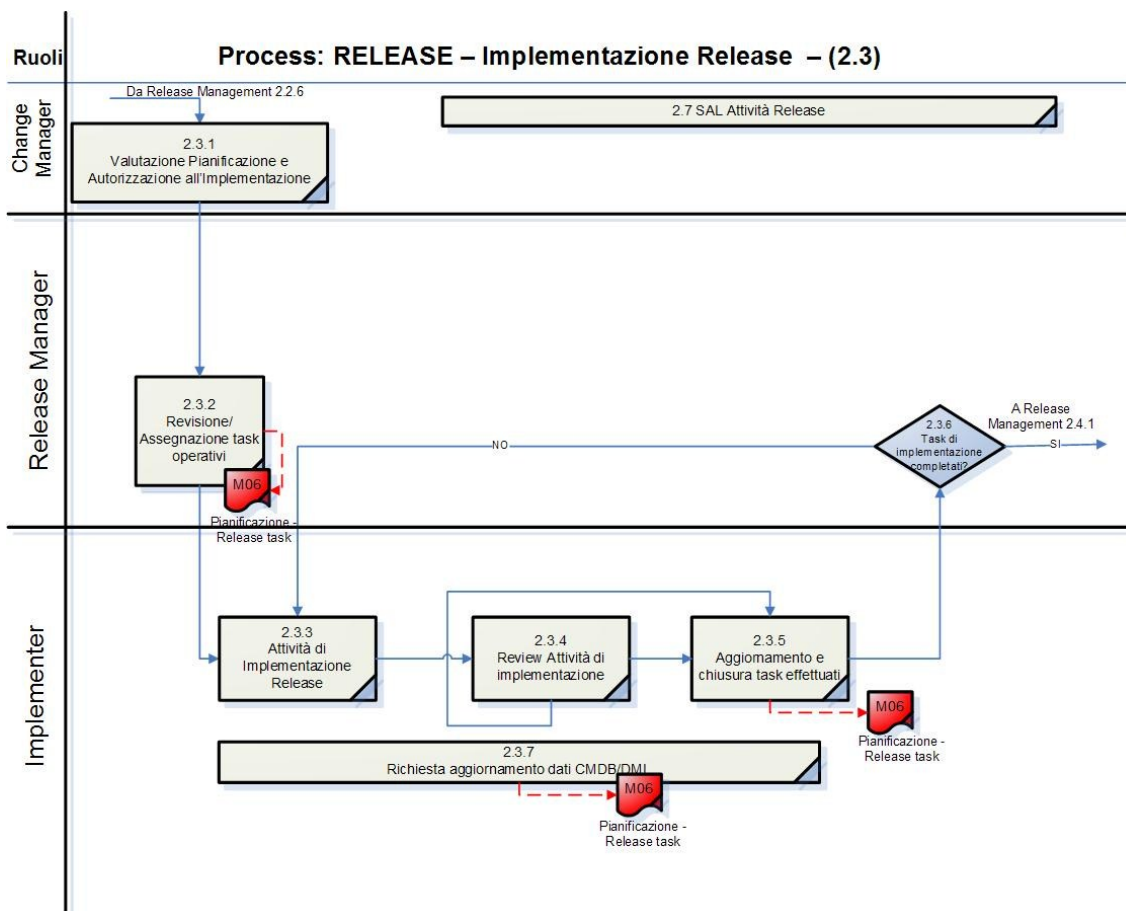 Ruoli
Process: RELEASE – Implementazione Release – (2.3)
Change
Manager
Da Release Management 2.2.6
2.7 SAL Attività Release
2.3.1
Valutazione Pianificazione e
Autorizzazione all'Implementazione
Release Manager
2.3.2
Revisione/
Assegnazione task
operativi
M06
Pianificazione -
Release task
NO
2.3.6
Task di
implementazione
completati?
A Release
Management 2.4.1
SI
Implementer
2.3.3
Attività di
Implementazione
Release
2.3.4
Review Attività di
implementazione
2.3.5
Aggiornamento e
chiusura task effettuati
M06
Pianificazione -
Release task
2.3.7
Richiesta aggiornamento dati CMDB/DML
M06
Pianificazione -
Release task